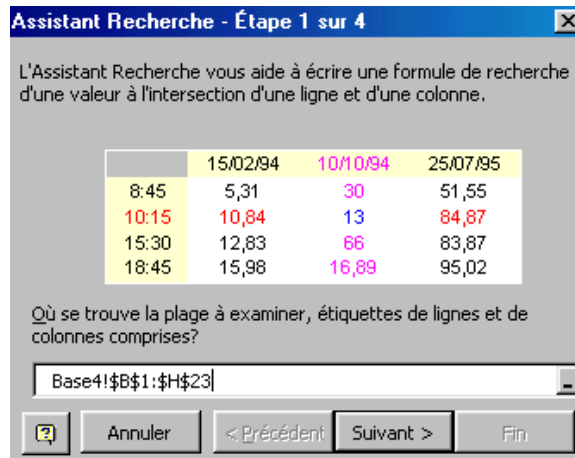 Assistant Recherche - Étape 1 sur 4
L'Assistant Recherche vous aide à écrire une formule de recherche
d'une valeur à l'intersection d'une ligne et d'une colonne.
15/02/94 10/10/94 25/07/95
8:45 5,31 30 51,55
10:15 10,84 13 84,87
15:30 12,83 66 83,87
18:45 15,98 16,89 95,02
Où se trouve la plage à examiner, étiquettes de lignes et de
colonnes comprises?
Base4!$B$1:$H$23
? Annuler < Précédent Suivant > Fin